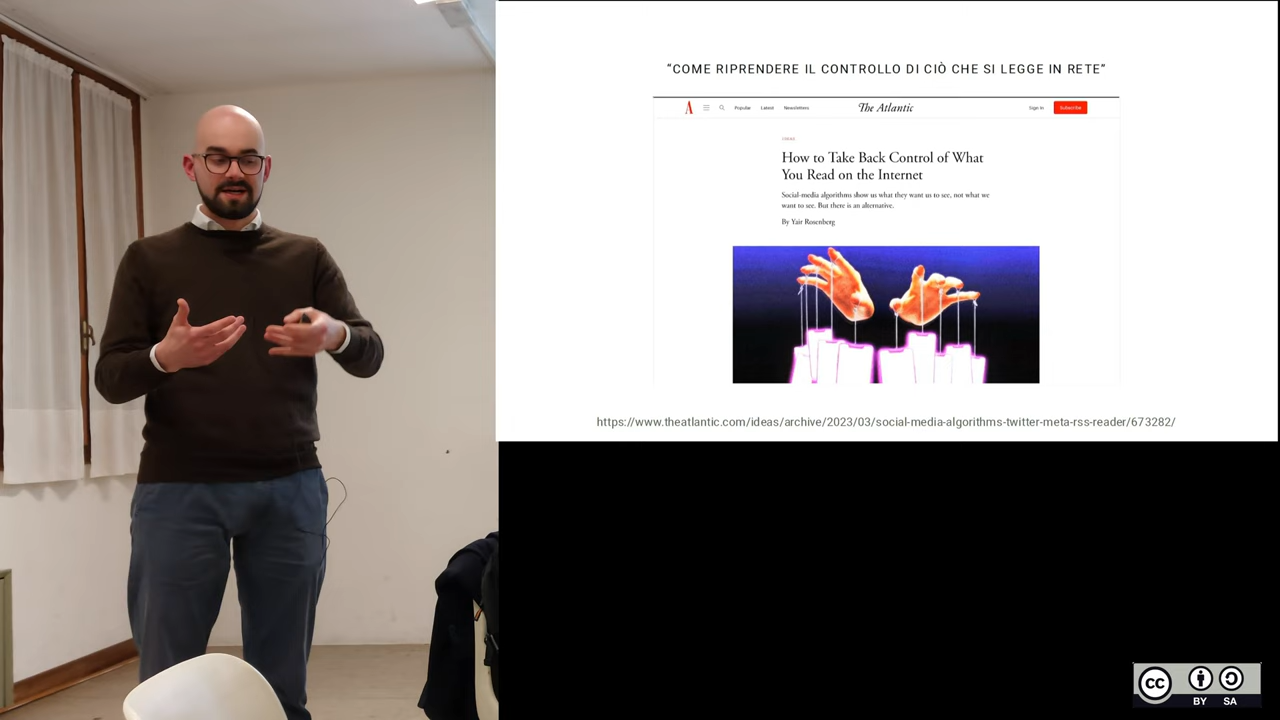 “COME RIPRENDERE IL CONTROLLO DI CIÒ CHE SI LEGGE IN RETE”
A
Popular
Latest
Newsletters
The Atlantic
Sign In
Subscribe
IDEAS
How to Take Back Control of What
You Read on the Internet
Social-media algorithms show us what they want us to see, not what we
want to see. But there is an alternative.
By Yair Rosenberg
https://www.theatlantic.com/ideas/archive/2023/03/social-media-algorithms-twitter-meta-rss-reader/673282/
cc
BY SA